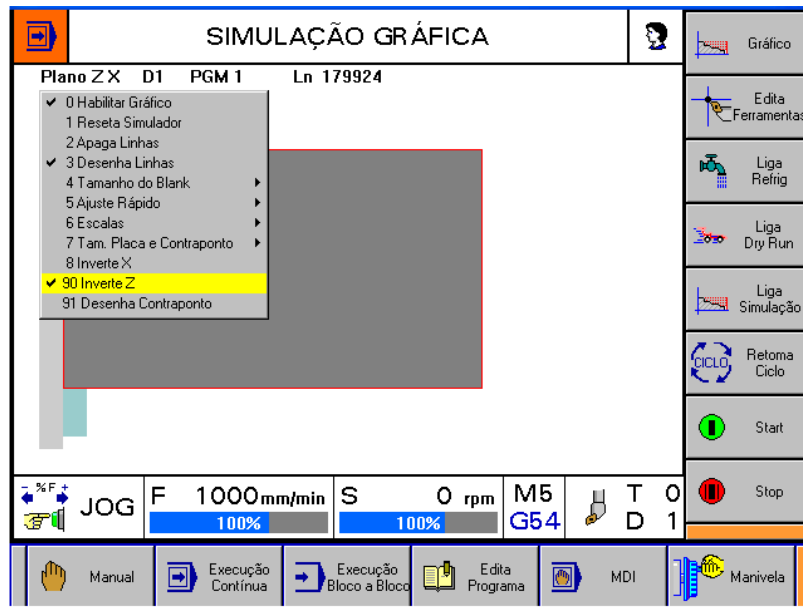 SIMULAÇÃO GRÁFICA
Plano Z X D1 PGM 1 Ln 179924
0 Habilitar Gráfico
1 Reseta Simulador
2 Apaga Linhas
3 Desenha Linhas
4 Tamanho do Blank
5 Ajuste Rápido
6 Escalas
7 Tam. Placa e Contraponto
8 Inverte X
90 Inverte Z
91 Desenha Contraponto
Gráfico
Edita
Ferramentas
Liga
Refrig
Liga
Dry Run
Liga
Simulação
CICLO
Retoma
Ciclo
Start
Stop
- % F +
JOG
F 1000 mm/min
100%
S 0 rpm
100%
M5
G54
T 0
D 1
Manual
Execução
Contínua
Execução
Bloco a Bloco
Edita
Programa
MDI
Manivela